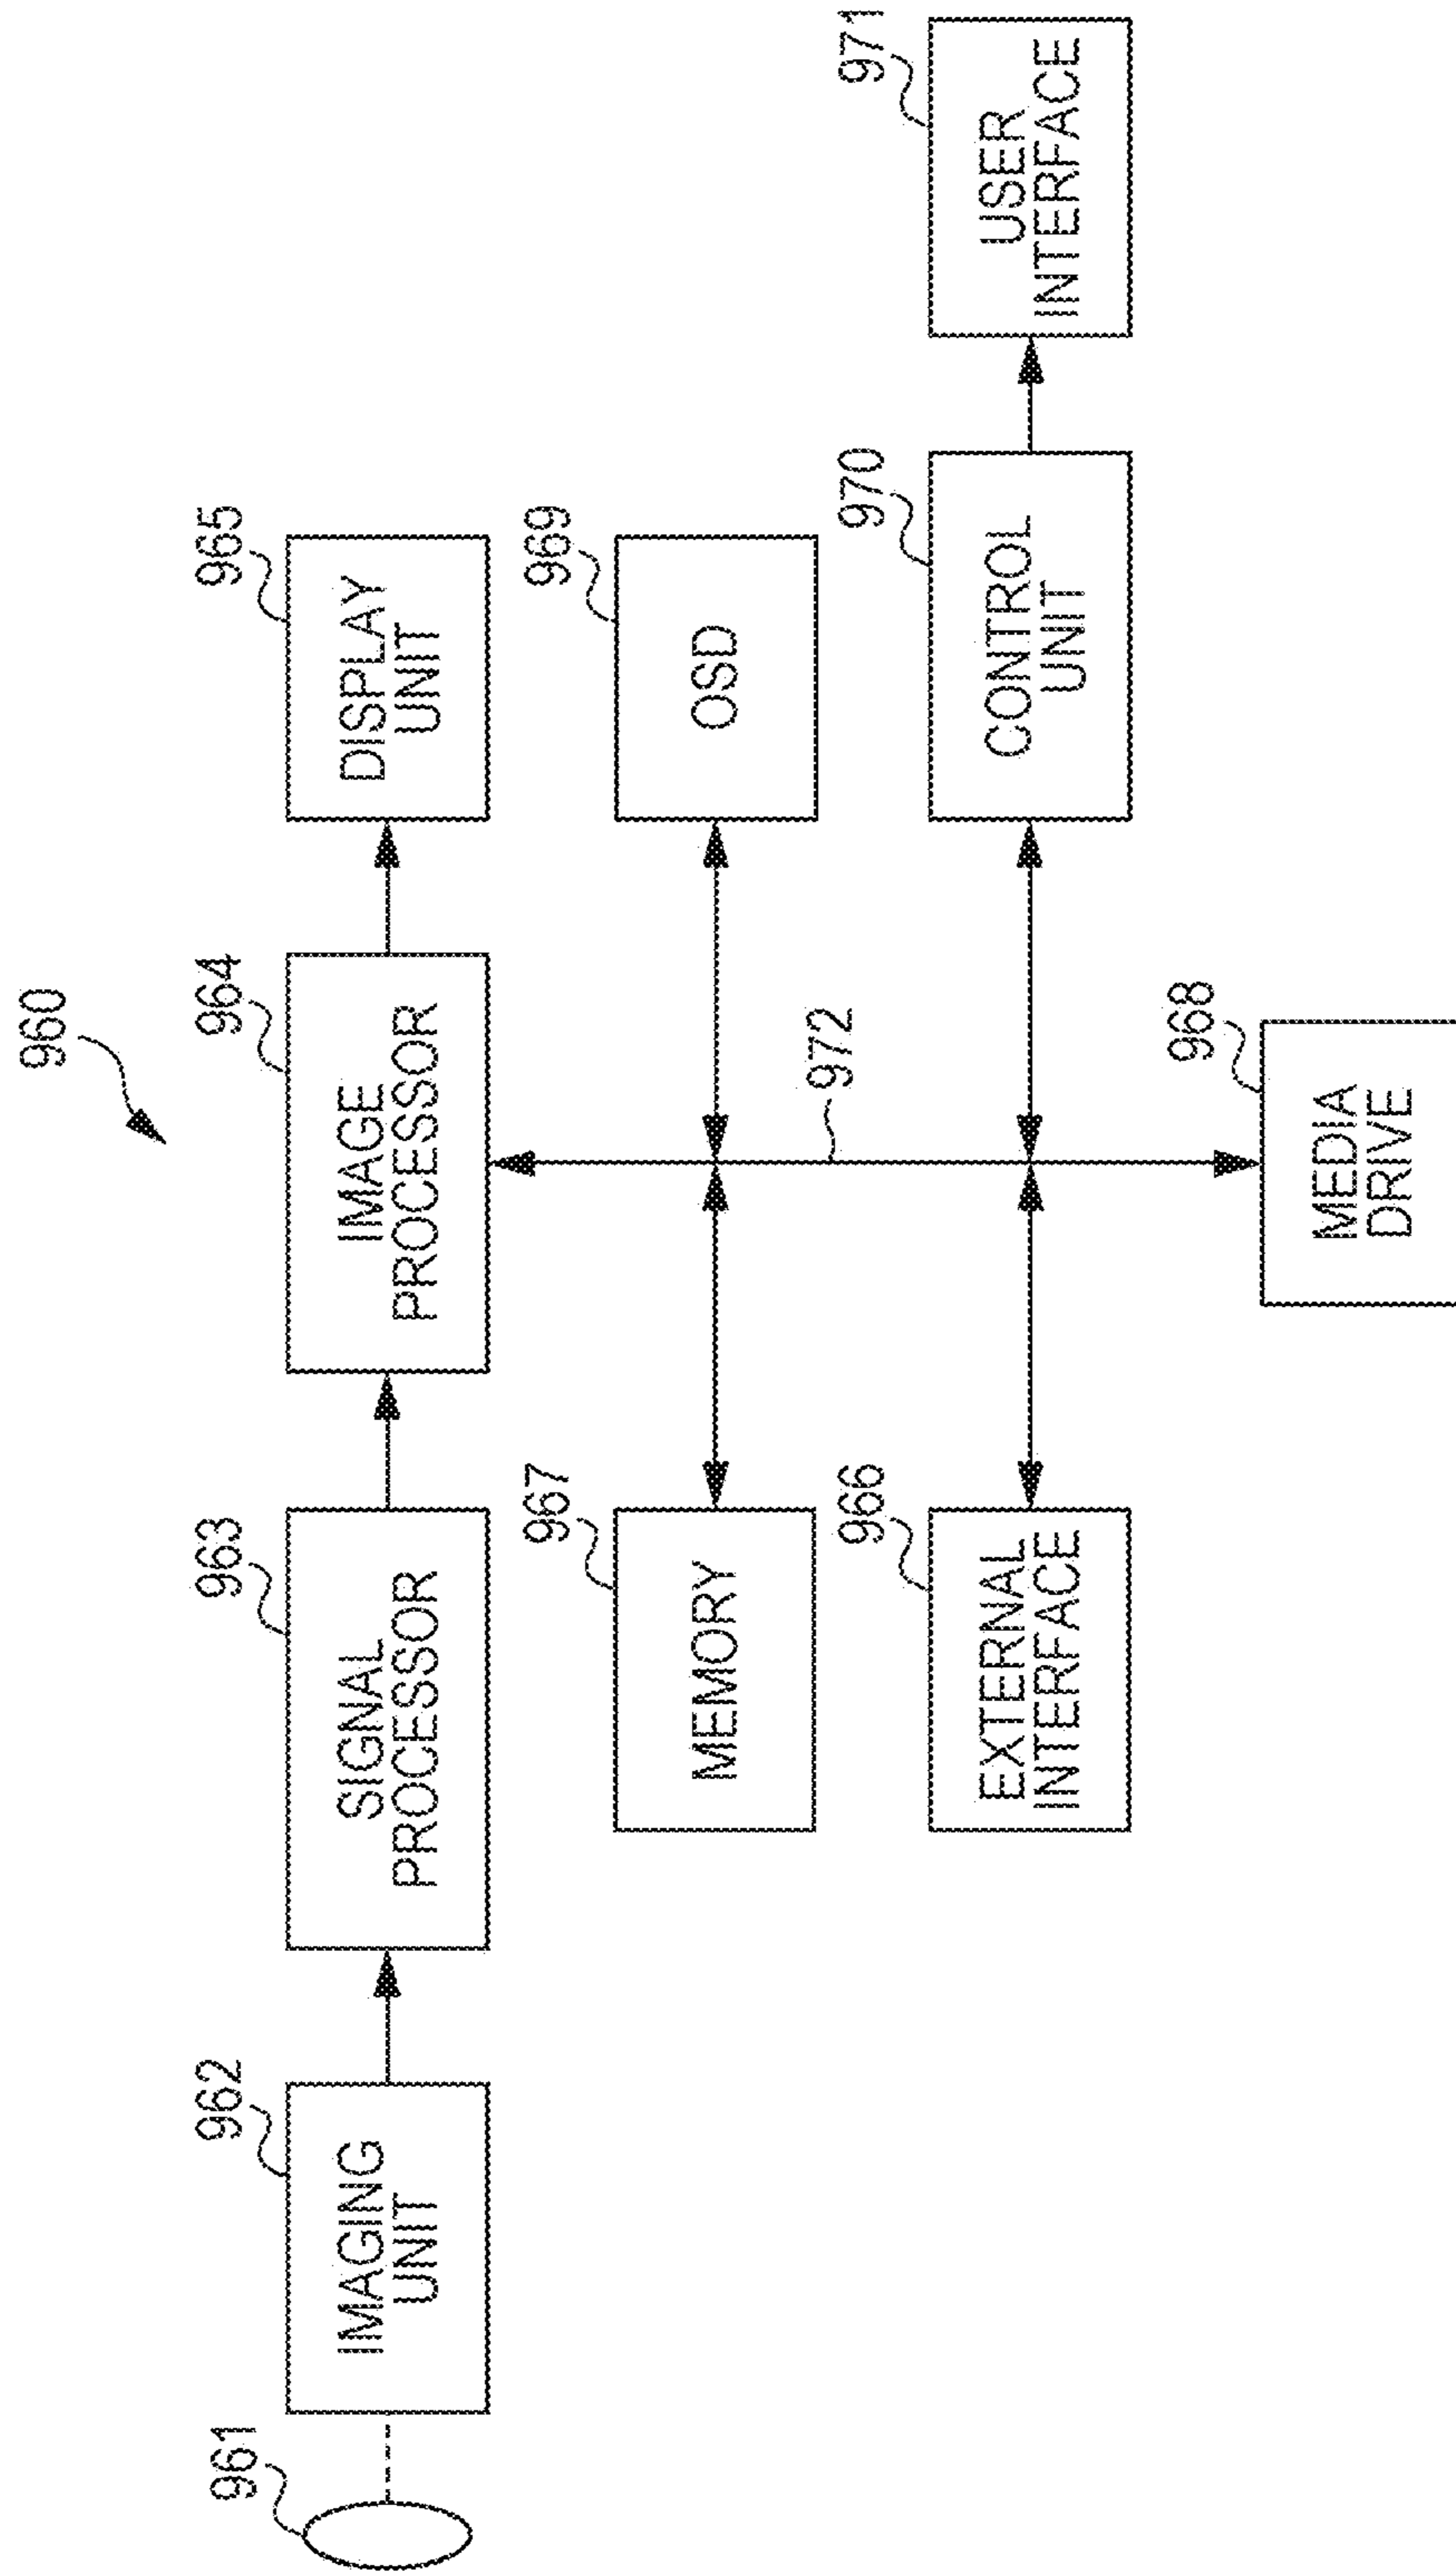 960
961
962
IMAGING
UNIT
963
SIGNAL
PROCESSOR
964
IMAGE
PROCESSOR
965
DISPLAY
UNIT
967
MEMORY
969
OSD
972
966
EXTERNAL
INTERFACE
970
CONTROL
UNIT
971
USER
INTERFACE
968
MEDIA
DRIVE